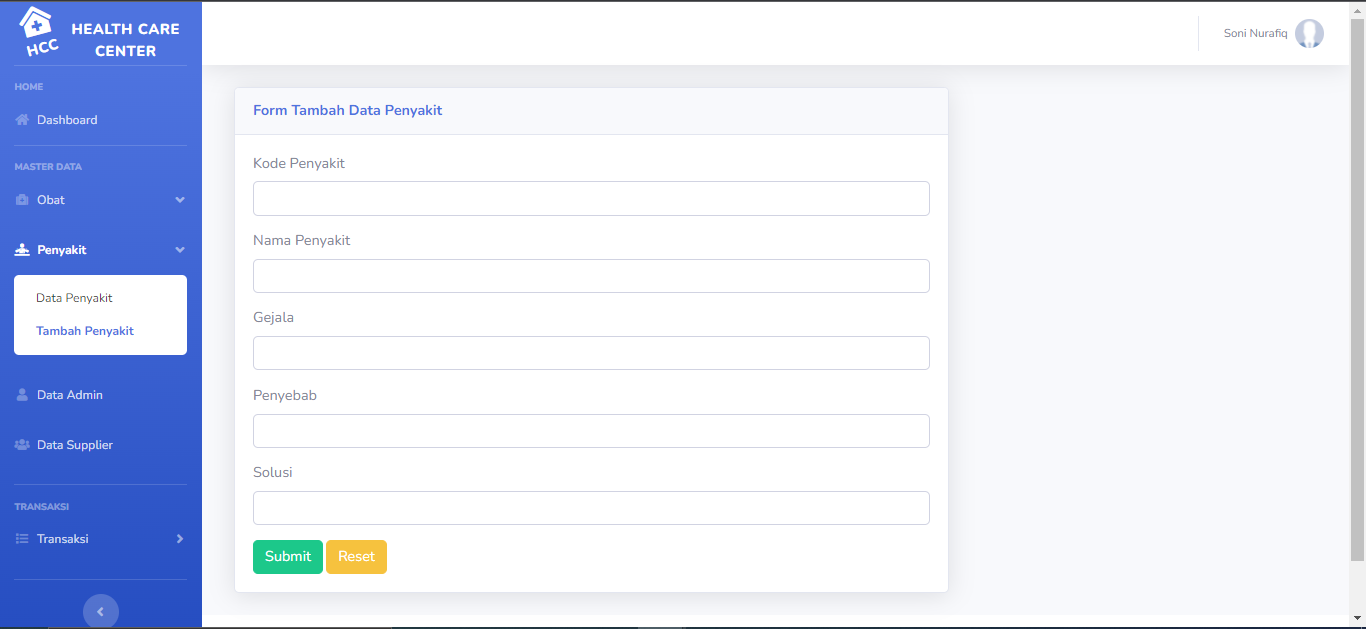 HCC
HEALTH CARE
CENTER
HOME
Dashboard
MASTER DATA
Obat
Penyakit
Data Penyakit
Tambah Penyakit
Data Admin
Data Supplier
TRANSAKSI
Transaksi
Soni Nurafiq
Form Tambah Data Penyakit
Kode Penyakit
Nama Penyakit
Gejala
Penyebab
Solusi
Submit Reset